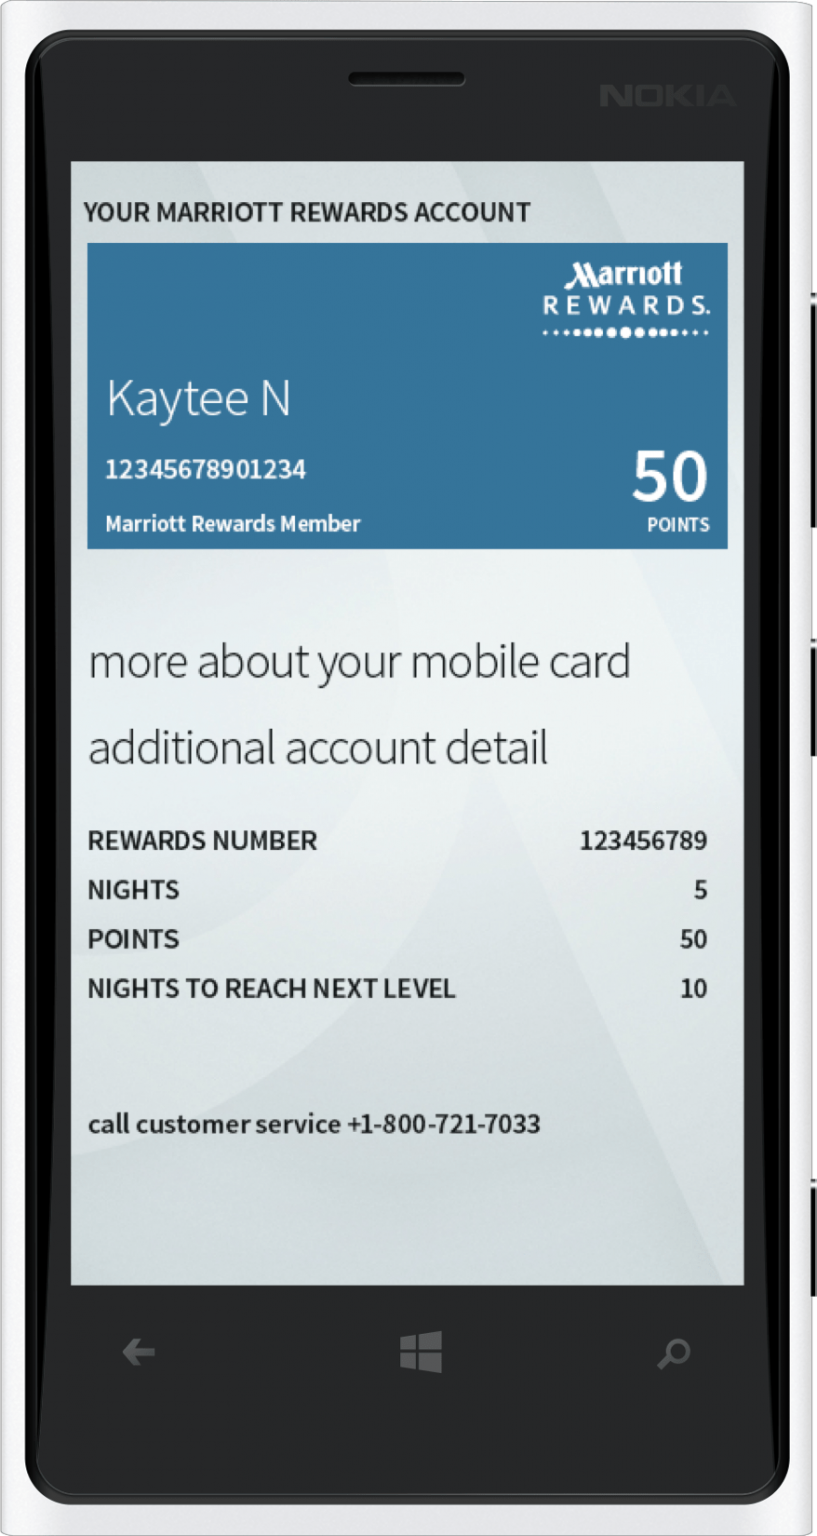 NOKIA
YOUR MARRIOTT REWARDS ACCOUNT
Marriott
REWARDS.
Kaytee N
12345678901234
50
Marriott Rewards Member
POINTS
more about your mobile card
additional account detail
REWARDS NUMBER 123456789
NIGHTS 5
POINTS 50
NIGHTS TO REACH NEXT LEVEL 10
call customer service +1-800-721-7033